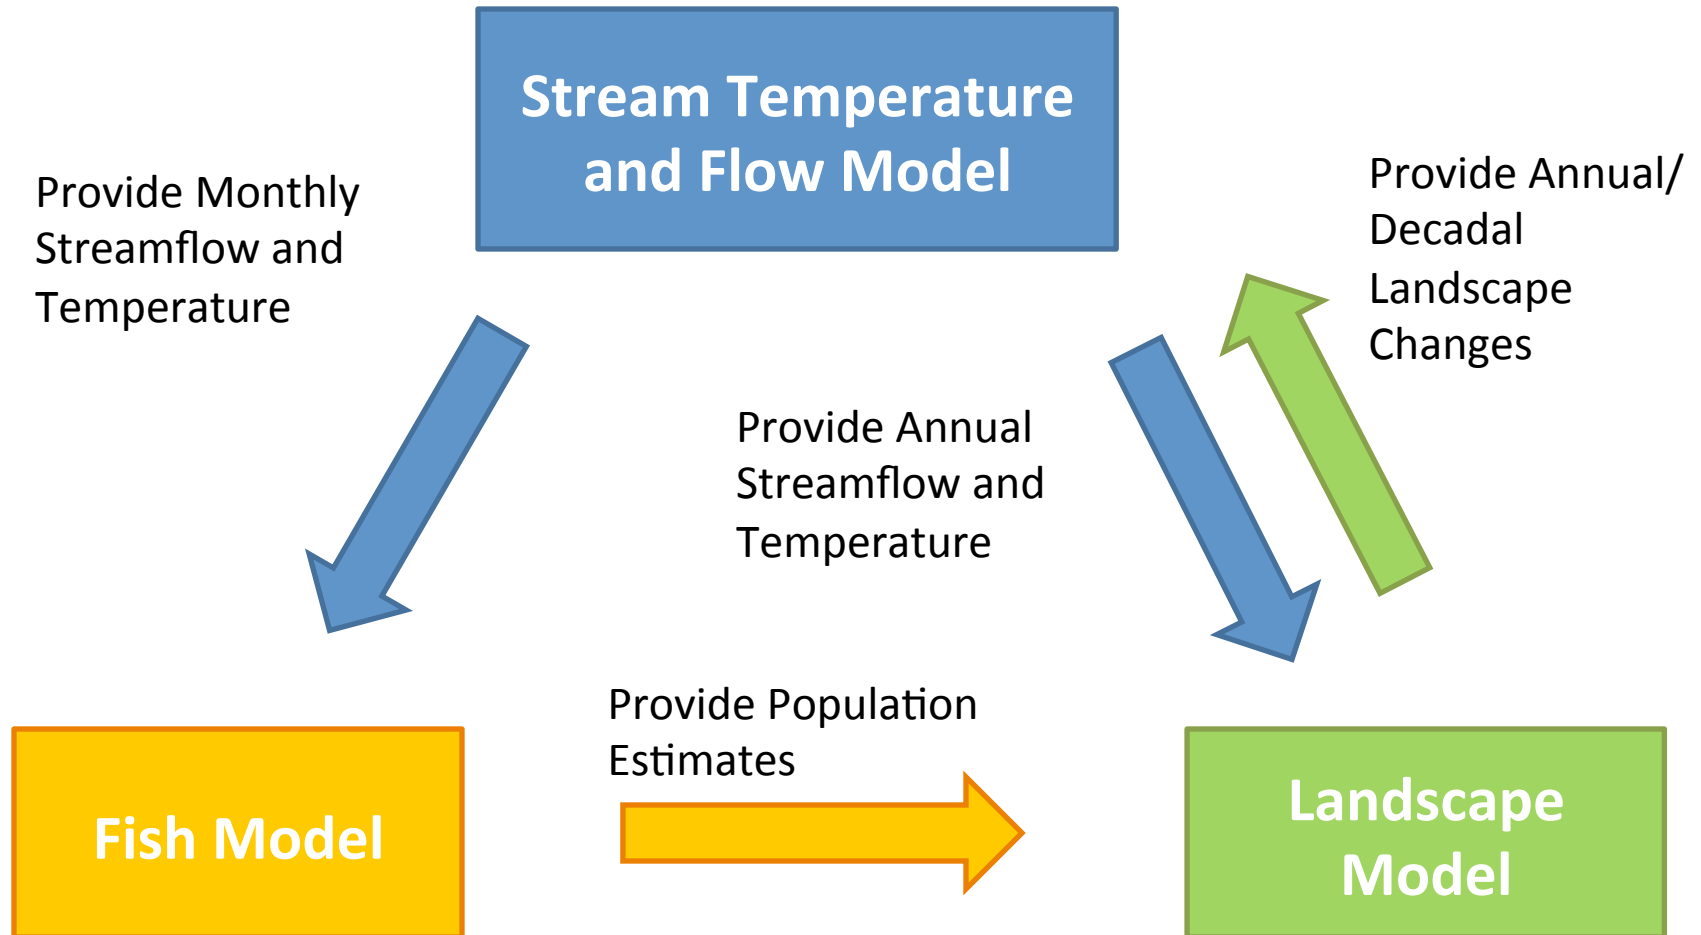 Stream Temperature
and Flow Model
Provide Monthly
Streamflow and
Temperature
Provide Annual/
Decadal
Landscape
Changes
Provide Annual
Streamflow and
Temperature
Provide Population
Estimates
Fish Model
Landscape
Model